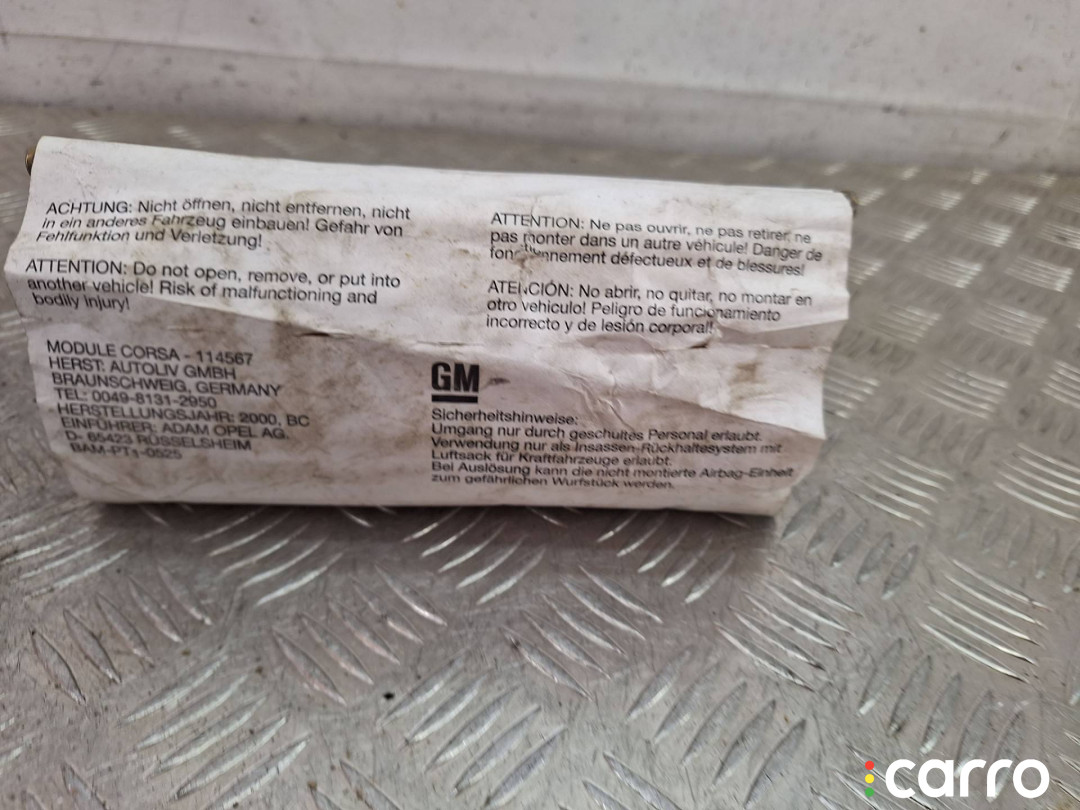 ACHTUNG: Nicht öffnen, nicht entfernen, nicht
in ein anderes Fahrzeug einbauen! Gefahr von
Fehlfunktion und Verletzung!
ATTENTION: Do not open, remove, or put into
another vehicle! Risk of malfunctioning and
bodily injury!
MODULE CORSA - 114567
HERST: AUTOLIV GMBH
BRAUNSCHWEIG, GERMANY
TEL: 0049-8131-2950
HERSTELLUNGSJAHR: 2000, BC
EINFÜHRER: ADAM OPEL AG.
D- 65423 RÜSSELSHEIM
BAM-PT1-0525
ATTENTION: Ne pas ouvrir, ne pas retirer, ne
pas monter dans un autre véhicule! Danger de
fonctionnement défectueux et de blessures!
ATENCIÓN: No abrir, no quitar, no montar en
otro vehiculo! Peligro de funcionamiento
incorrecto y de lesión corporal!
GM
Sicherheitshinweise:
Umgang nur durch geschultes Personal erlaubt.
Verwendung nur als Insassen-Rückhaltesystem mit
Luftsack für Kraftfahrzeuge erlaubt.
Bei Auslösung kann die nicht montierte Airbag-Einheit
zum gefährlichen Wurfstück werden.
carro